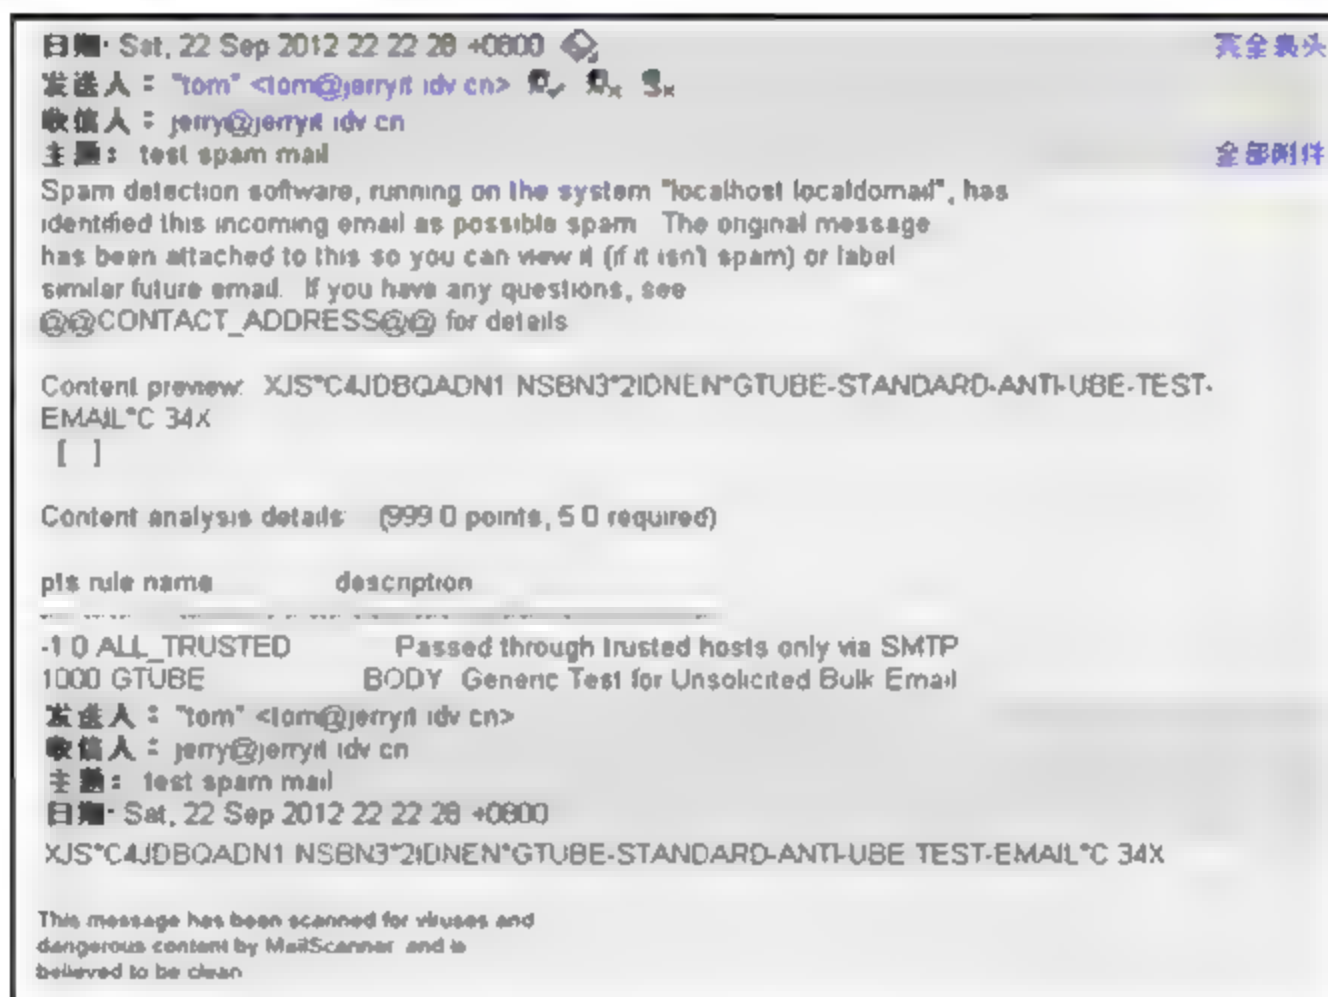 日期: Sat, 22 Sep 2012 22 22 28 +0800
完全表头
发送人: "tom" <tom@jerryit idv cn>
收信人: jerry@jerryit idv cn
主题: test spam mail
全部附件
Spam detection software, running on the system "localhost localdomail", has
identified this incoming email as possible spam The original message
has been attached to this so you can view it (if it isn't spam) or label
similar future email. If you have any questions, see
@@CONTACT_ADDRESS@@ for details
Content preview: XJS*C4JDBQADN1 NSBN3*2IDNEN*GTUBE-STANDARD-ANTI-UBE-TEST-
EMAIL*C 34X
[ ]
Content analysis details (999 0 points, 5 0 required)
pts rule name description
-1 0 ALL_TRUSTED Passed through trusted hosts only via SMTP
1000 GTUBE BODY Generic Test for Unsolicited Bulk Email
发送人: "tom" <tom@jerryit idv cn>
收信人: jerry@jerryit idv cn
主题: test spam mail
日期: Sat, 22 Sep 2012 22 22 28 +0800
XJS*C4JDBQADN1 NSBN3*2IDNEN*GTUBE-STANDARD-ANTI-UBE TEST-EMAIL*C 34X
This message has been scanned for viruses and
dangerous content by MailScanner and is
believed to be clean